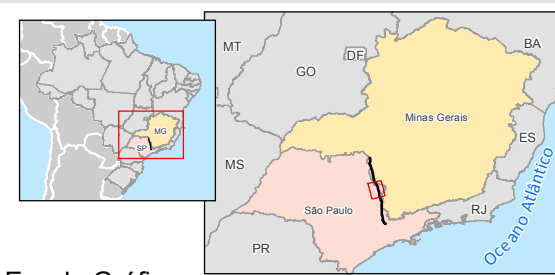 MG
SP
MT
DF
BA
GO
Minas Gerais
ES
MS
São Paulo
RJ
PR
Oceano Atlântico